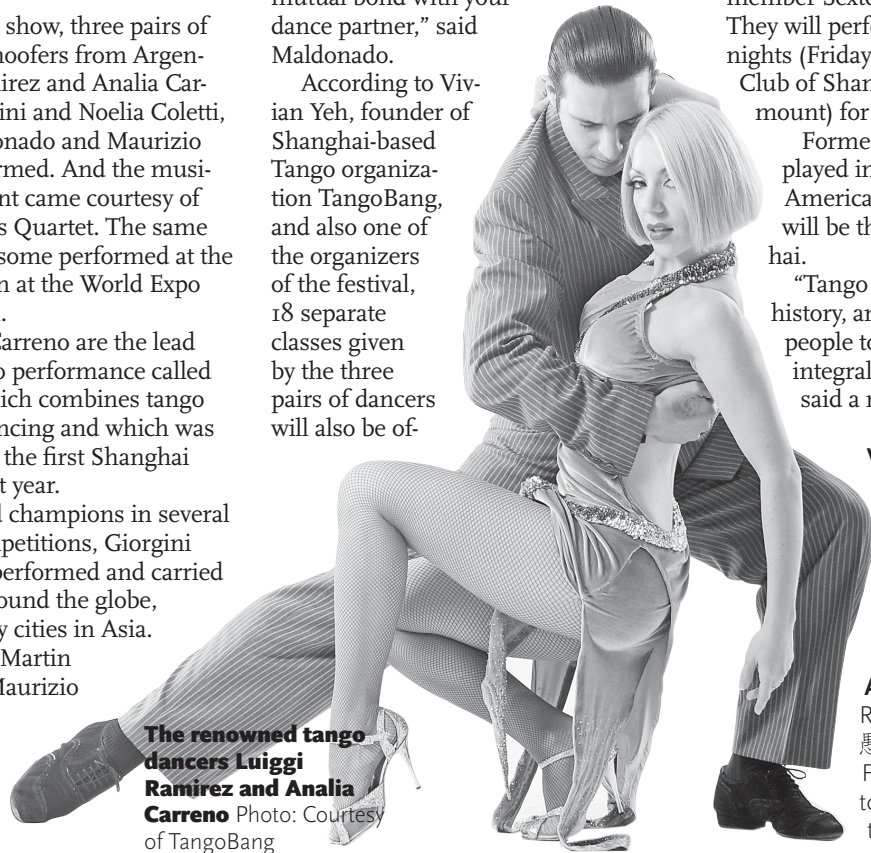 show, three pairs of
hoofers from Argen-
irez and Analia Car-
ini and Noelia Coletti,
onado and Maurizio
rmed. And the musi-
nt came courtesy of
s Quartet. The same
some performed at the
n at the World Expo
.
Carreno are the lead
o performance called
ich combines tango
ncing and which was
the first Shanghai
t year.
l champions in several
petitions, Giorgini
performed and carried
ound the globe,
y cities in Asia.
Martin
Maurizio
mutual bond with your
dance partner,” said
Maldonado.
According to Viv-
ian Yeh, founder of
Shanghai-based
Tango organiza-
tion TangoBang,
and also one of
the organizers
of the festival,
18 separate
classes given
by the three
pairs of dancers
will also be of-
The renowned tango
dancers Luiggi
Ramirez and Analia
Carreno Photo: Courtesy
of TangoBang
member Sexte
They will perfo
nights (Friday
Club of Shan
mount) for
Forme
played in
America
will be th
hai.
“Tango
history, an
people to
integral
said a r